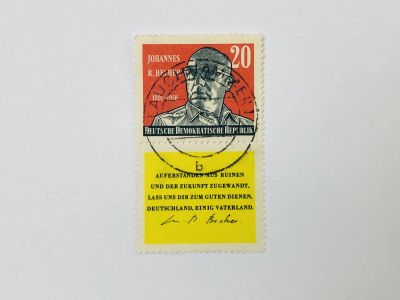 JOHANNES
R. BECHER
20
1891-1958
DEUTSCHE DEMOKRATISCHE REPUBLIK
b
AUFERSTANDEN AUS RUINEN
UND DER ZUKUNFT ZUGEWANDT,
LASS UNS DIR ZUM GUTEN DIENEN,
DEUTSCHLAND, EINIG VATERLAND.